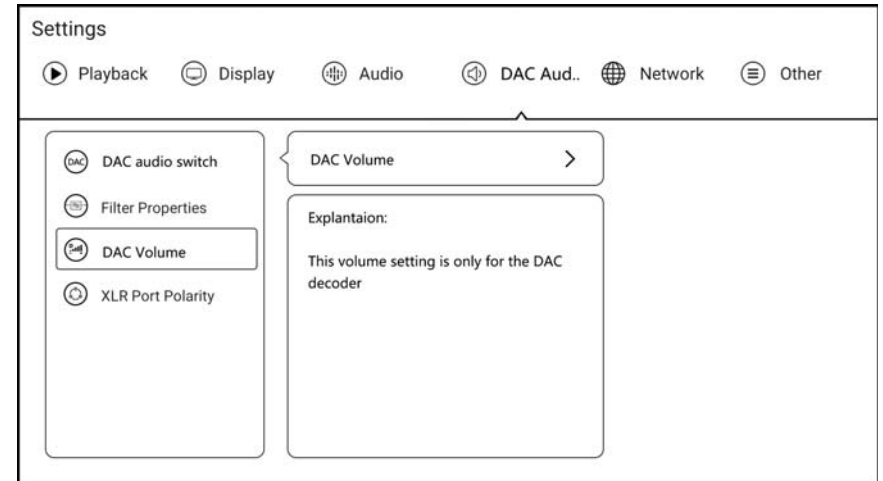 Settings
Playback Display Audio DAC Aud.. Network Other
DAC audio switch
Filter Properties
DAC Volume
XLR Port Polarity
DAC Volume
Explantaion:
This volume setting is only for the DAC
decoder